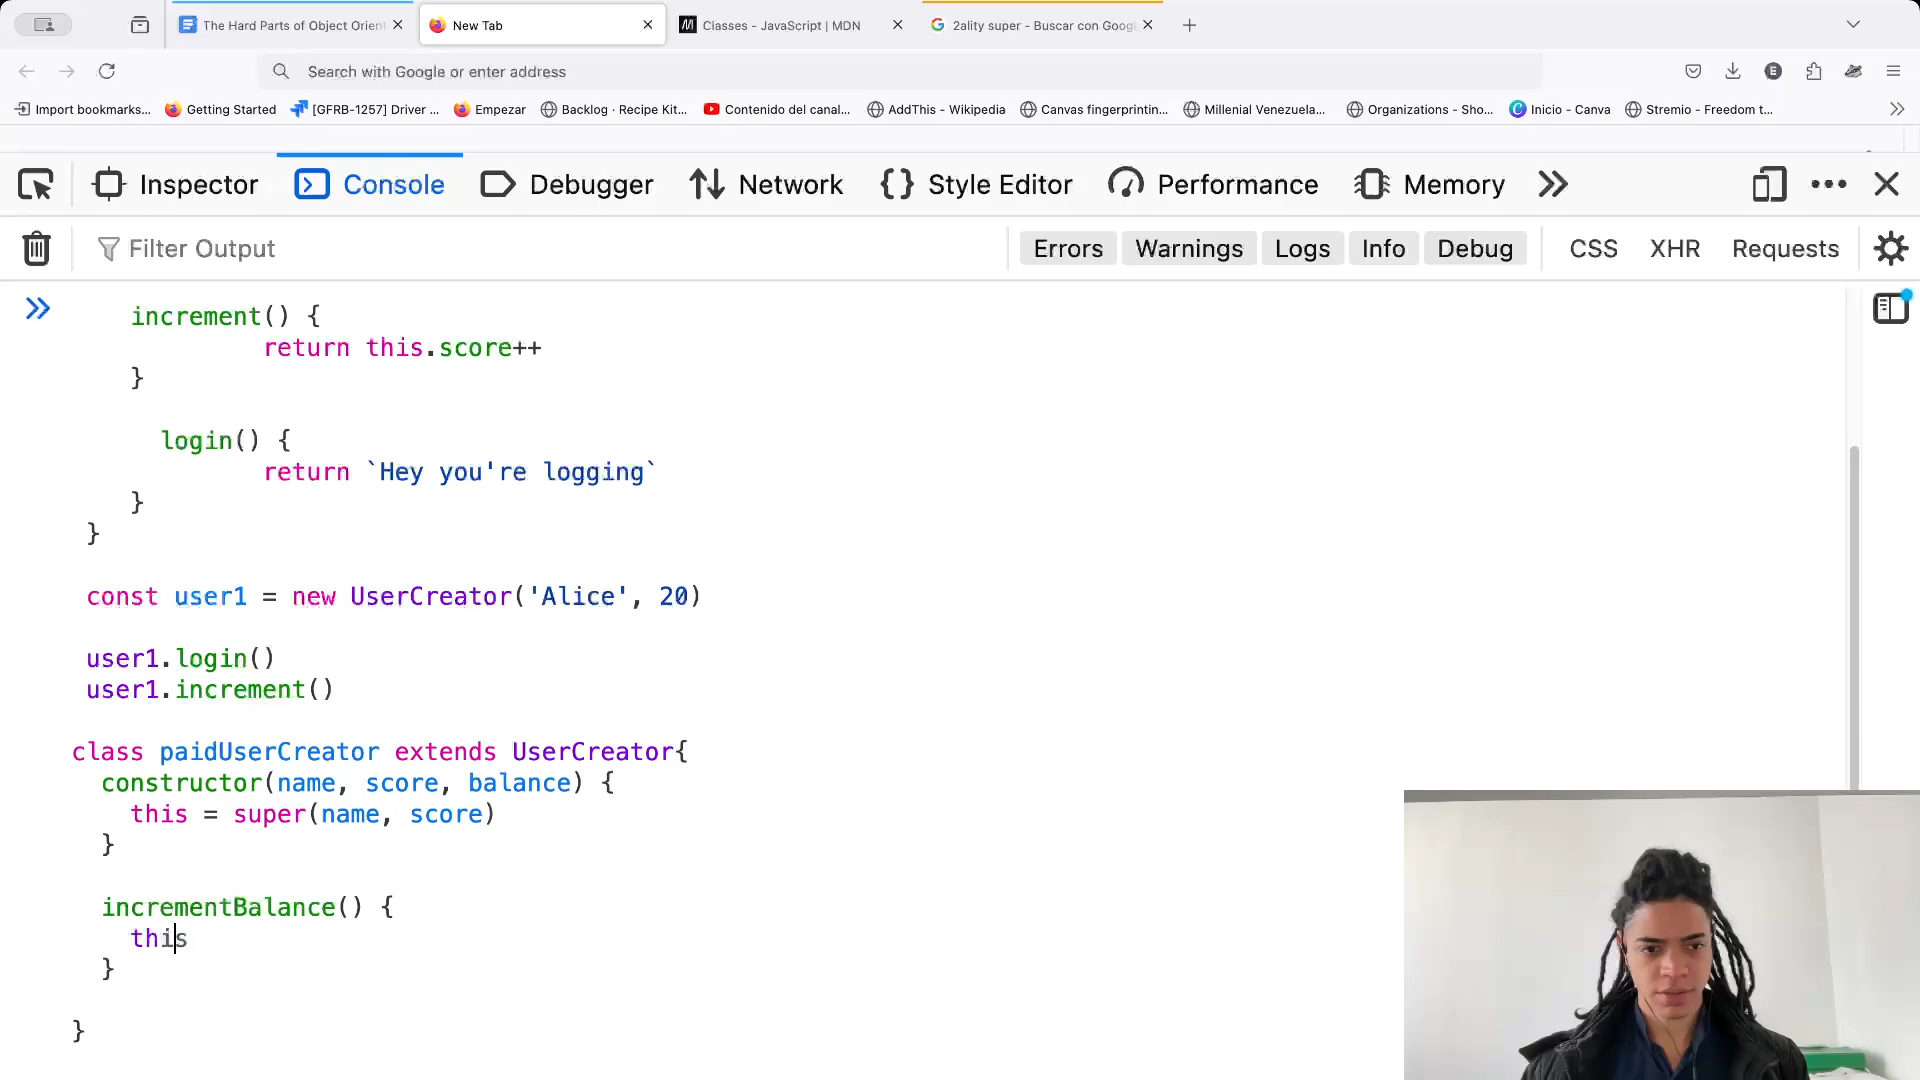 The Hard Parts of Object Orien
New Tab
Classes - JavaScript | MDN
2ality super - Buscar con Googl
Search with Google or enter address
E
Import bookmarks...
Getting Started
[GFRB-1257] Driver ...
Empezar
Backlog · Recipe Kit...
Contenido del canal...
AddThis - Wikipedia
Canvas fingerprintin...
Millenial Venezuela...
Organizations - Sho...
Inicio - Canva
Stremio - Freedom t...
Inspector
Console
Debugger
Network
Style Editor
Performance
Memory
Filter Output
Errors
Warnings
Logs
Info
Debug
CSS
XHR
Requests
increment() {
return this.score++
}
login() {
return `Hey you're logging`
}
}
const user1 = new UserCreator('Alice', 20)
user1.login()
user1.increment()
class paidUserCreator extends UserCreator{
constructor(name, score, balance) {
this = super(name, score)
}
incrementBalance() {
this
}
}